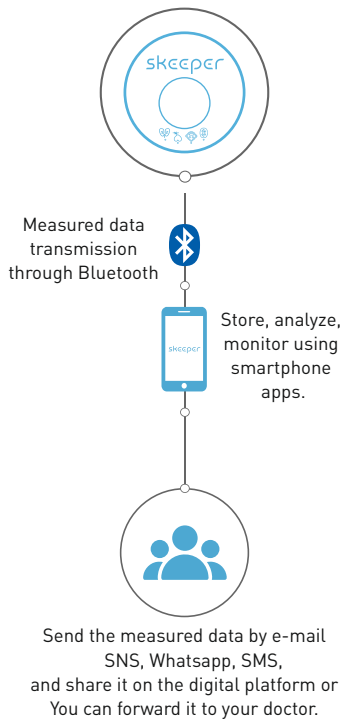 skeeper
Measured data
transmission
through Bluetooth
Store, analyze,
monitor using
smartphone
apps.
skeeper
Send the measured data by e-mail
SNS, Whatsapp, SMS,
and share it on the digital platform or
You can forward it to your doctor.